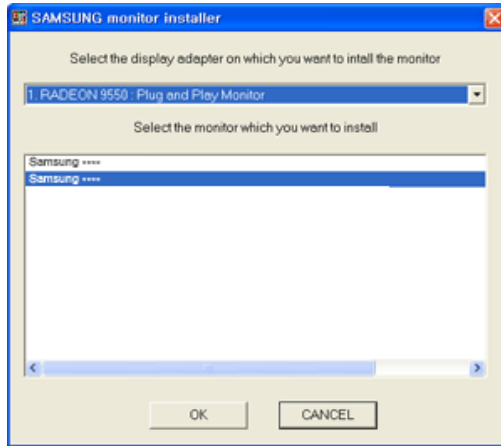 SAMSUNG monitor installer
Select the display adapter on which you want to intall the monitor
1. RADEON 9550 : Plug and Play Monitor
Select the monitor which you want to install
Samsung ****
Samsung ****
OK
CANCEL